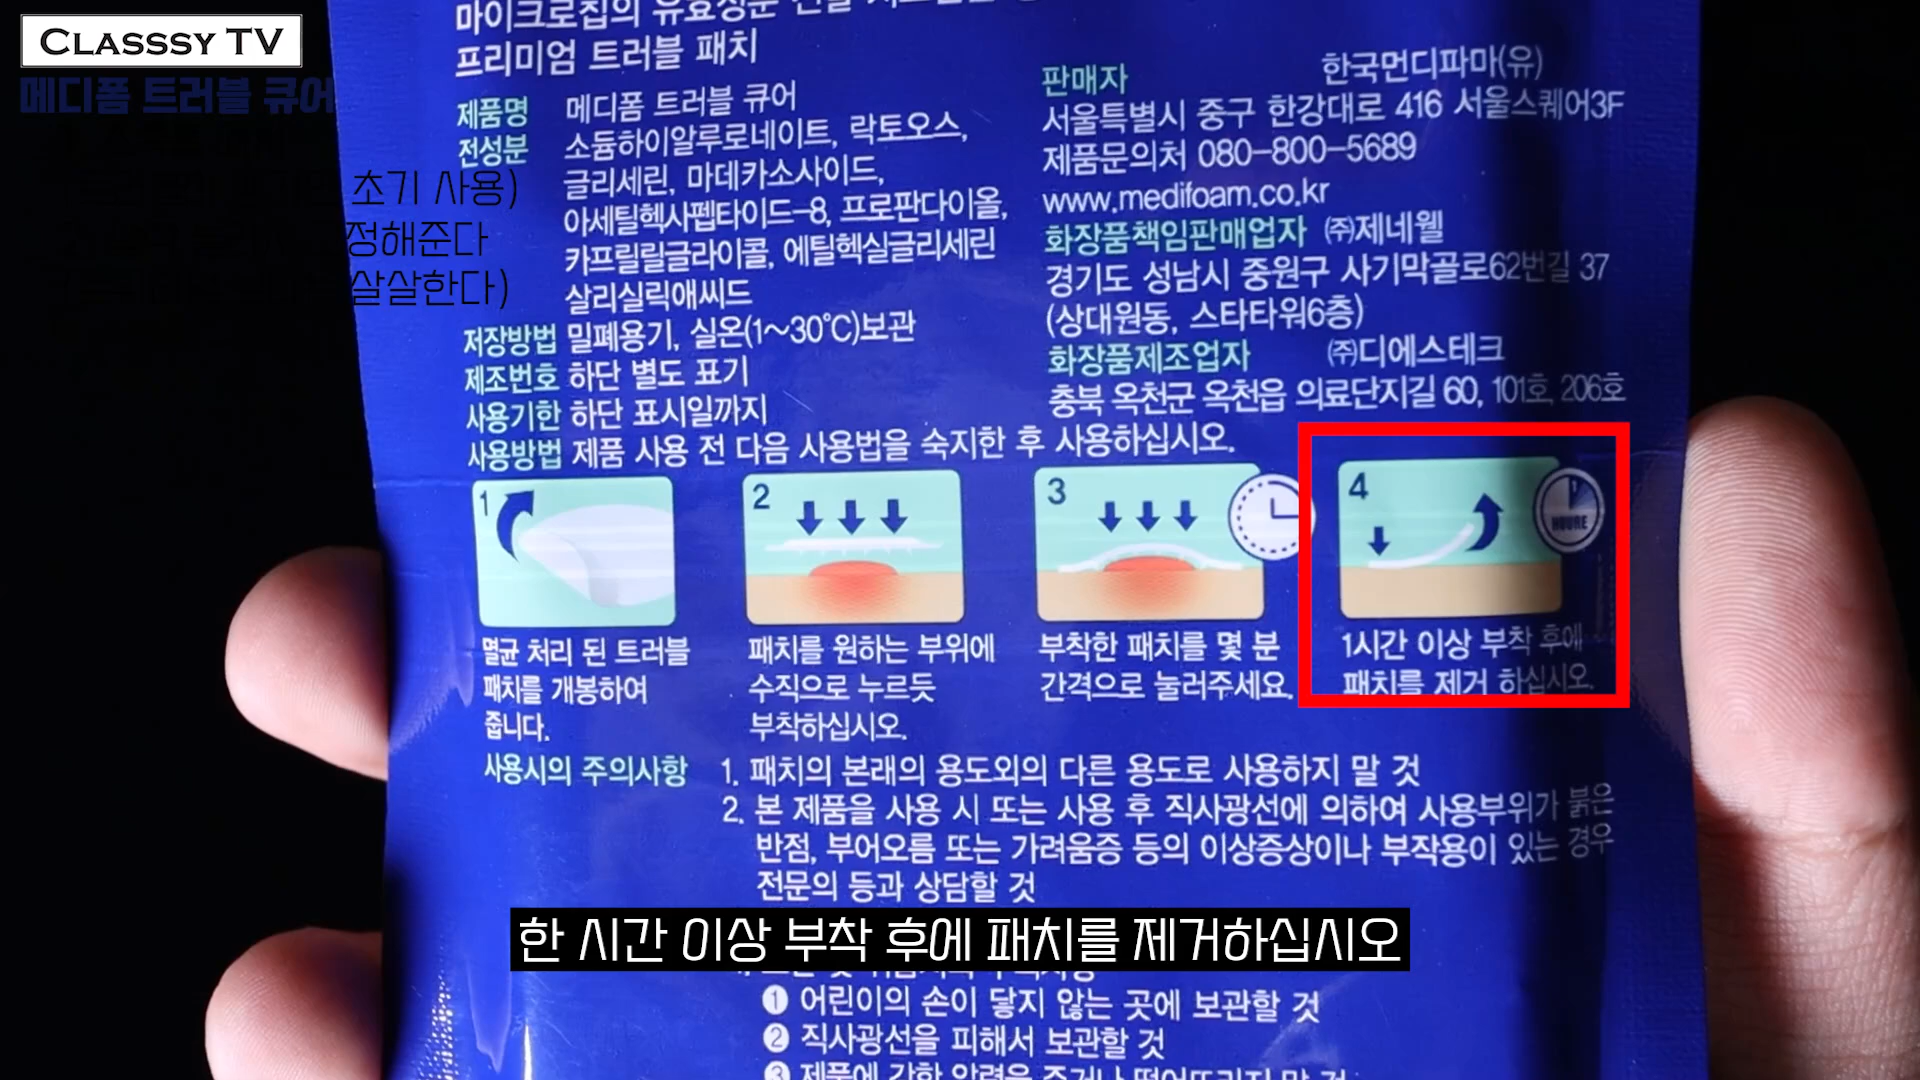 CLASSSY TV
메디폼 트러블 큐어
초기 사용)
정해준다
살살한다)
마이크로칩의 유효성분
프리미엄 트러블 패치
제품명 메디폼 트러블 큐어
전성분 소듐하이알루로네이트, 락토오스,
글리세린, 마데카소사이드,
아세틸헥사펩타이드-8, 프로판다이올,
카프릴릴글라이콜, 에틸헥실글리세린
살리실릭애씨드
저장방법 밀폐용기, 실온(1~30℃)보관
제조번호 하단 별도 표기
사용기한 하단 표시일까지
사용방법 제품 사용 전 다음 사용법을 숙지한 후 사용하십시오.
판매자 한국먼디파마(유)
서울특별시 중구 한강대로 416 서울스퀘어3F
제품문의처 080-800-5689
www.medifoam.co.kr
화장품책임판매업자 ㈜제네웰
경기도 성남시 중원구 사기막골로62번길 37
(상대원동, 스타타워6층)
화장품제조업자 ㈜디에스테크
충북 옥천군 옥천읍 의료단지길 60, 101호, 206호
1
멸균 처리 된 트러블
패치를 개봉하여
줍니다.
2
패치를 원하는 부위에
수직으로 누르듯
부착하십시오.
3
부착한 패치를 몇 분
간격으로 눌러주세요.
4
1시간 이상 부착 후에
패치를 제거 하십시오.
사용시의 주의사항 1. 패치의 본래의 용도외의 다른 용도로 사용하지 말 것
2. 본 제품을 사용 시 또는 사용 후 직사광선에 의하여 사용부위가 붉은
반점, 부어오름 또는 가려움증 등의 이상증상이나 부작용이 있는 경우
전문의 등과 상담할 것
한 시간 이상 부착 후에 패치를 제거하십시오
① 어린이의 손이 닿지 않는 곳에 보관할 것
② 직사광선을 피해서 보관할 것
③ 제품에 강한 압력을 주거나 떨어뜨리지 말 것